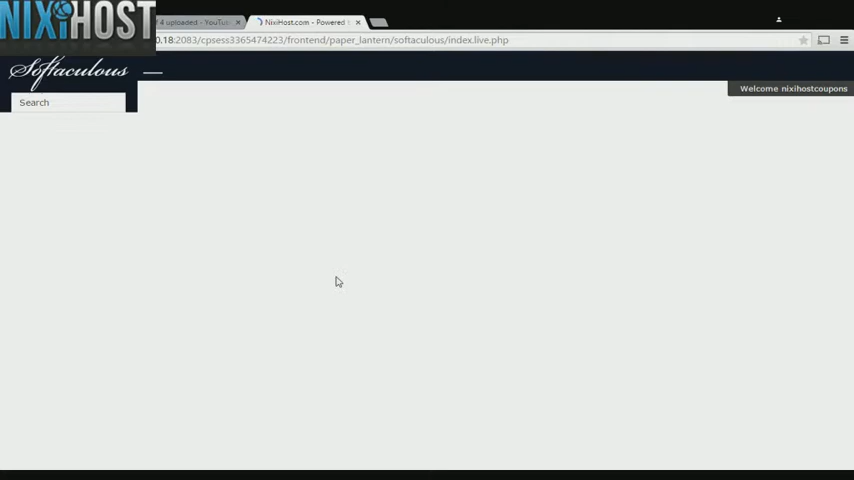 NIXIHOST
f 4 uploaded - YouTu
NixiHost.com - Powered
0.18:2083/cpsess3365474223/frontend/paper_lantern/softaculous/index.live.php
Softaculous
Search
Welcome nixihostcoupons